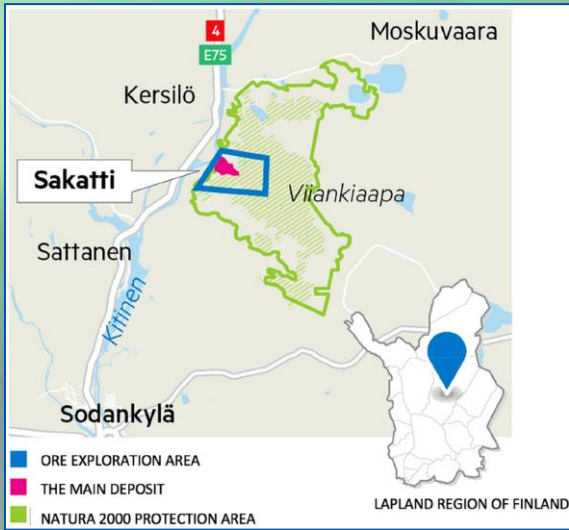 4
E75
Moskuvaara
Kersilö
Sakatti
Viiankiaapa
Sattanen
Kitinen
Sodankylä
ORE EXPLORATION AREA
THE MAIN DEPOSIT
NATURA 2000 PROTECTION AREA
LAPLAND REGION OF FINLAND